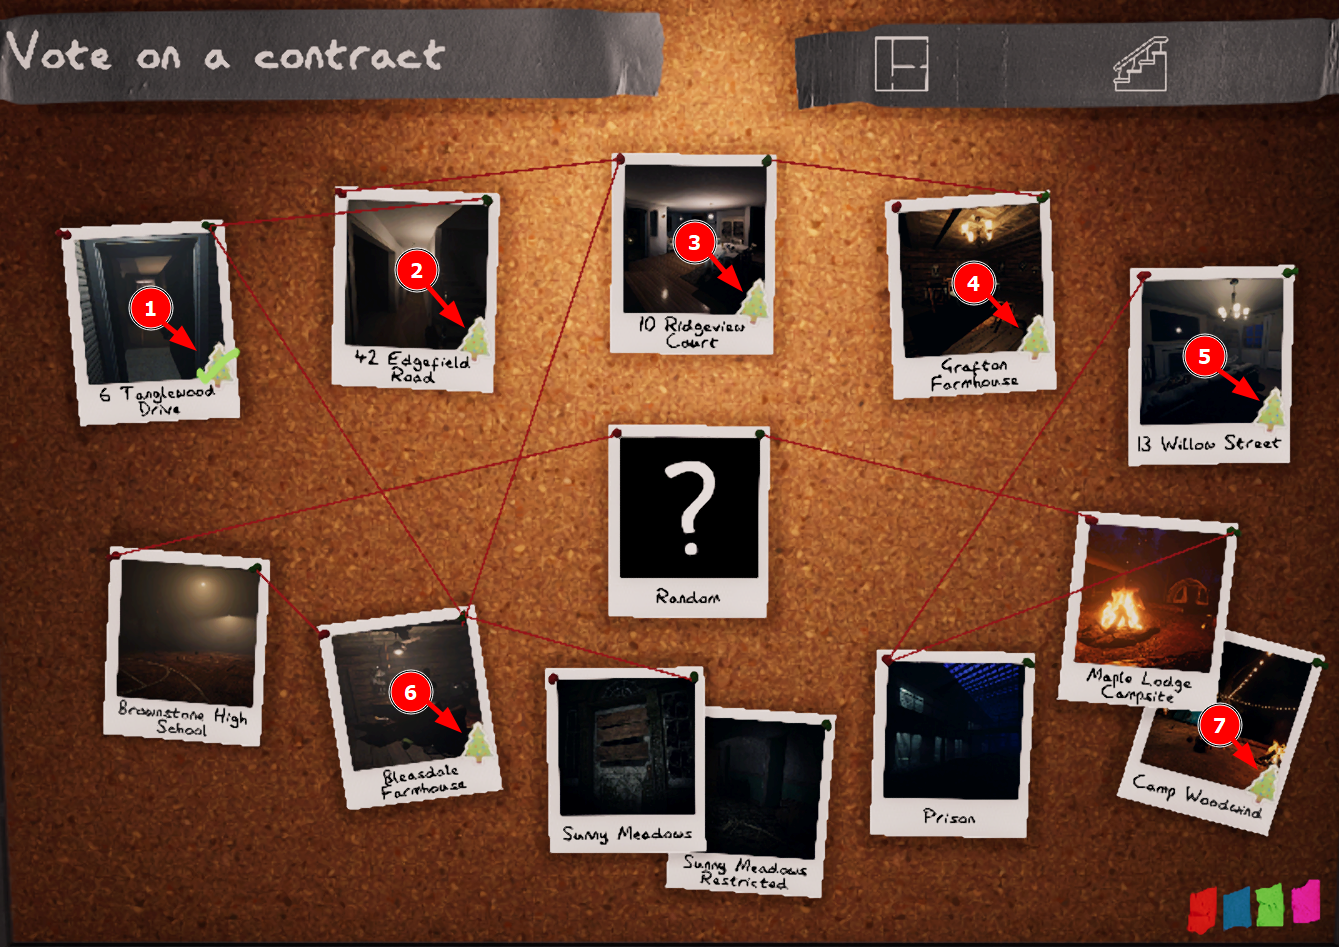 Vote on a contract
10 Ridgeview
Court
42 Edgefield
Road
6 Tanglewood
Drive
Grafton
Farmhouse
13 Willow Street
1
2
3
4
5
?
Random
Brownstone High
School
Bleasdale
Farmhouse
6
Sunny Meadows
Sunny Meadows
Restricted
Prison
Maple Lodge
Campsite
7
Camp Woodwind